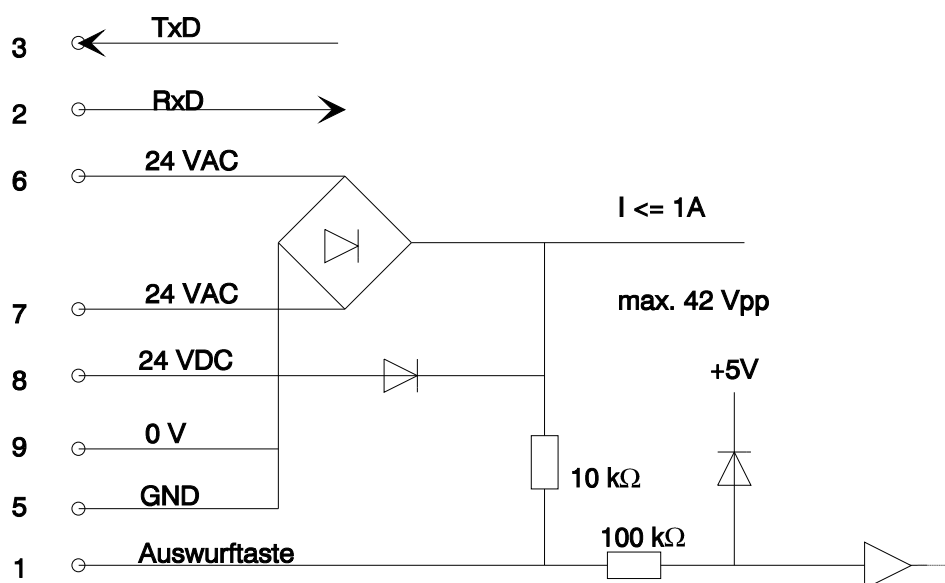 3 TxD
2 RxD
6 24 VAC
I <= 1A
7 24 VAC
max. 42 Vpp
8 24 VDC
+5V
9 0 V
10 kΩ
5 GND
100 kΩ
1 Auswurftaste